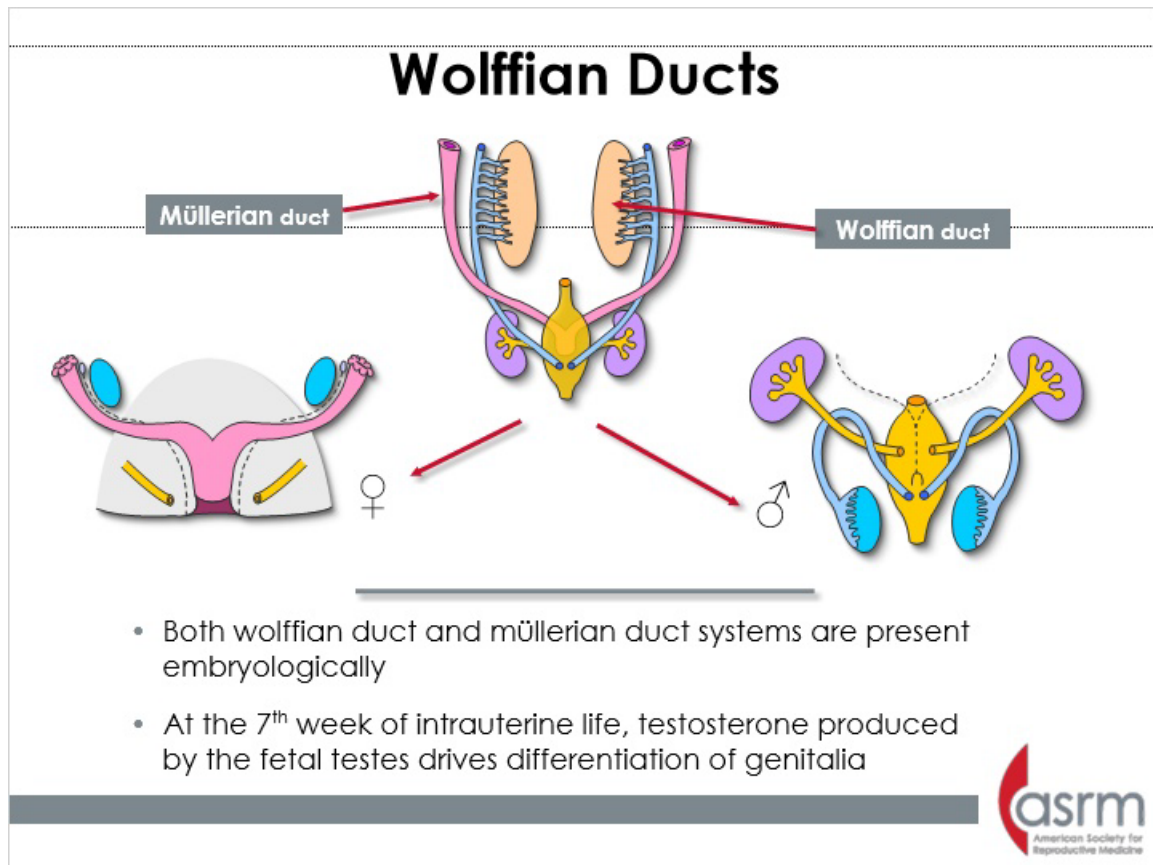 Wolffian Ducts
Müllerian duct
Wolffian duct
♀
♂
• Both wolffian duct and müllerian duct systems are present
embryologically
• At the 7th week of intrauterine life, testosterone produced
by the fetal testes drives differentiation of genitalia
asrm
American Society for
Reproductive Medicine